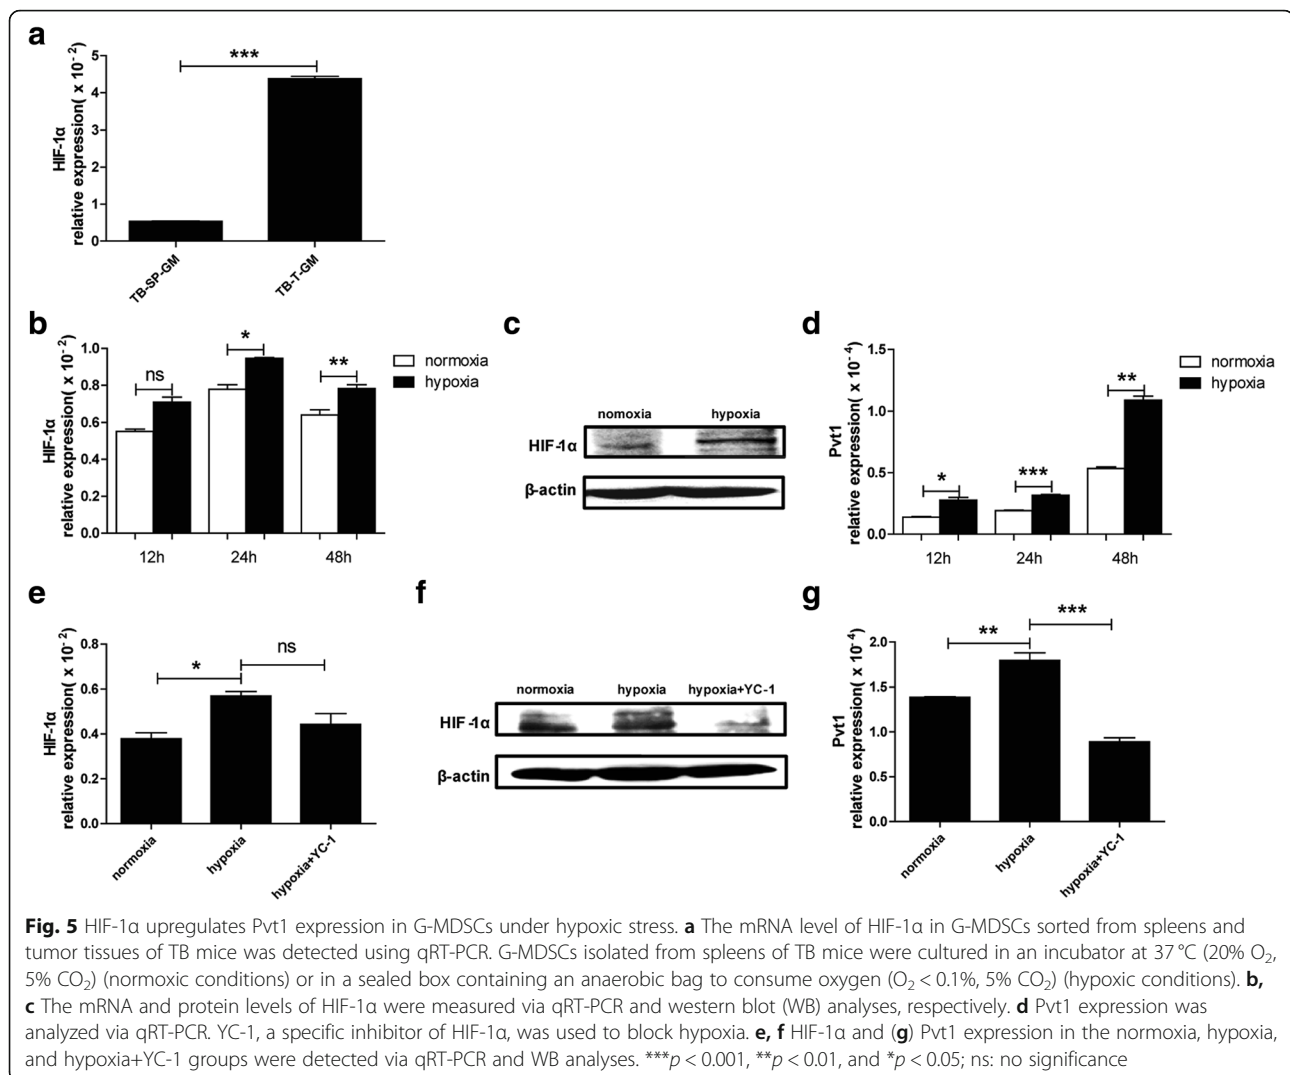 a
HIF-1α
relative expression( x 10⁻²)
5
4
3
2
1
0
***
TB-SP-GM
TB-T-GM
b
HIF-1α
relative expression( x 10⁻²)
1.0
0.8
0.6
0.4
0.2
0.0
ns
*
**
normoxia
hypoxia
12h
24h
48h
c
nomoxia
hypoxia
HIF-1α
β-actin
d
Pvt1
relative expression( x 10⁻⁴)
1.5
1.0
0.5
0.0
*
***
**
normoxia
hypoxia
12h
24h
48h
e
HIF-1α
relative expression( x 10⁻²)
0.8
0.6
0.4
0.2
0.0
*
ns
normoxia
hypoxia
hypoxia+YC-1
f
normoxia
hypoxia
hypoxia+YC-1
HIF-1α
β-actin
g
Pvt1
relative expression( x 10⁻⁴)
2.0
1.5
1.0
0.5
0.0
**
***
normoxia
hypoxia
hypoxia+YC-1
Fig. 5 HIF-1α upregulates Pvt1 expression in G-MDSCs under hypoxic stress. a The mRNA level of HIF-1α in G-MDSCs sorted from spleens and
tumor tissues of TB mice was detected using qRT-PCR. G-MDSCs isolated from spleens of TB mice were cultured in an incubator at 37 °C (20% O₂,
5% CO₂) (normoxic conditions) or in a sealed box containing an anaerobic bag to consume oxygen (O₂ < 0.1%, 5% CO₂) (hypoxic conditions). b,
c The mRNA and protein levels of HIF-1α were measured via qRT-PCR and western blot (WB) analyses, respectively. d Pvt1 expression was
analyzed via qRT-PCR. YC-1, a specific inhibitor of HIF-1α, was used to block hypoxia. e, f HIF-1α and (g) Pvt1 expression in the normoxia, hypoxia,
and hypoxia+YC-1 groups were detected via qRT-PCR and WB analyses. ***p < 0.001, **p < 0.01, and *p < 0.05; ns: no significance